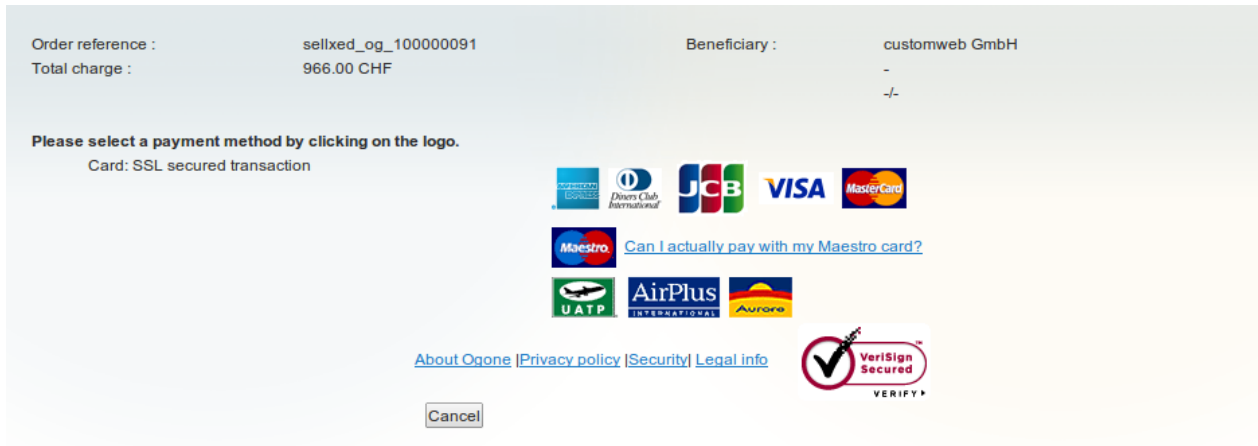 Order reference : sellxed_og_100000091 Beneficiary : customweb GmbH
Total charge : 966.00 CHF -
-/-
Please select a payment method by clicking on the logo.
Card: SSL secured transaction
AMERICAN EXPRESS Diners Club International JCB VISA MasterCard
Maestro Can I actually pay with my Maestro card?
UATP AirPlus INTERNATIONAL Aurore
About Ogone |Privacy policy |Security| Legal info
VeriSign Secured
VERIFY
Cancel